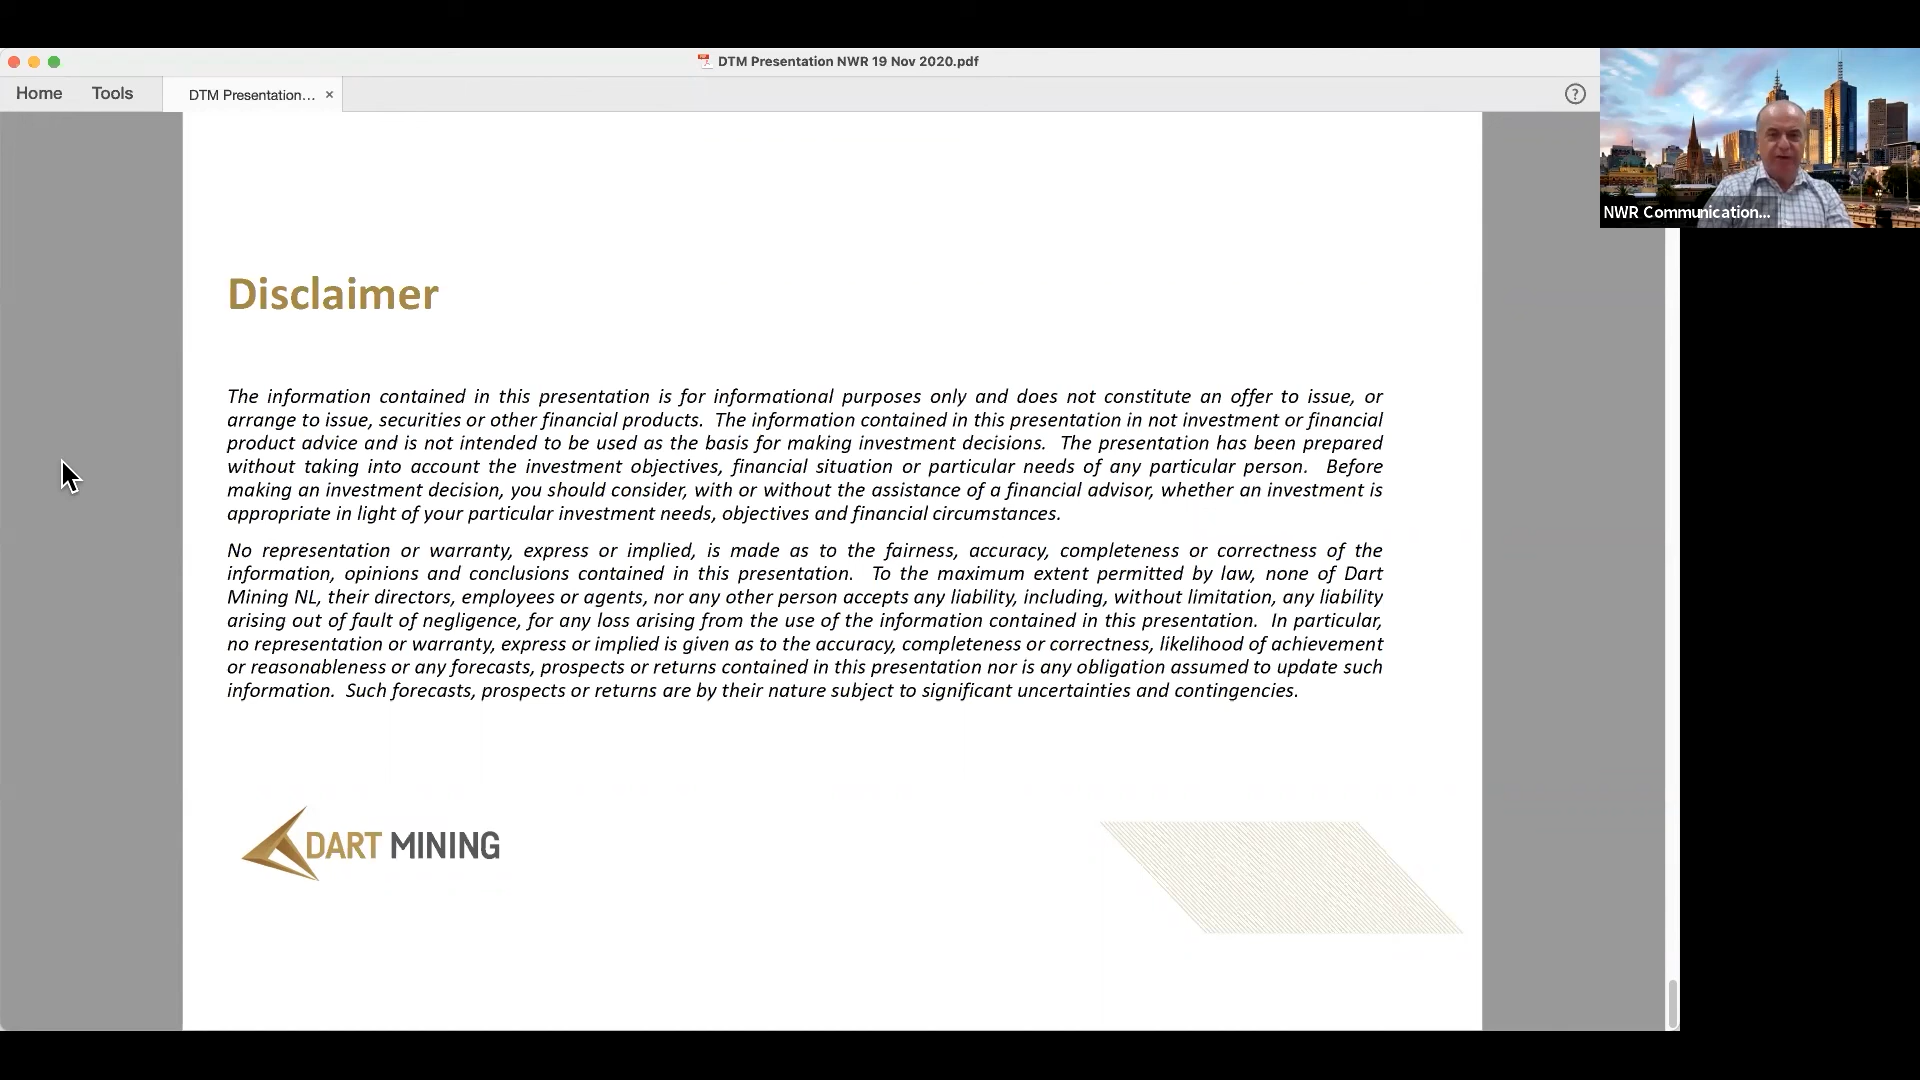 DTM Presentation NWR 19 Nov 2020.pdf
Home Tools DTM Presentation... × ?
NWR Communication...
Disclaimer
The information contained in this presentation is for informational purposes only and does not constitute an offer to issue, or
arrange to issue, securities or other financial products. The information contained in this presentation in not investment or financial
product advice and is not intended to be used as the basis for making investment decisions. The presentation has been prepared
without taking into account the investment objectives, financial situation or particular needs of any particular person. Before
making an investment decision, you should consider, with or without the assistance of a financial advisor, whether an investment is
appropriate in light of your particular investment needs, objectives and financial circumstances.
No representation or warranty, express or implied, is made as to the fairness, accuracy, completeness or correctness of the
information, opinions and conclusions contained in this presentation. To the maximum extent permitted by law, none of Dart
Mining NL, their directors, employees or agents, nor any other person accepts any liability, including, without limitation, any liability
arising out of fault of negligence, for any loss arising from the use of the information contained in this presentation. In particular,
no representation or warranty, express or implied is given as to the accuracy, completeness or correctness, likelihood of achievement
or reasonableness or any forecasts, prospects or returns contained in this presentation nor is any obligation assumed to update such
information. Such forecasts, prospects or returns are by their nature subject to significant uncertainties and contingencies.
DART MINING